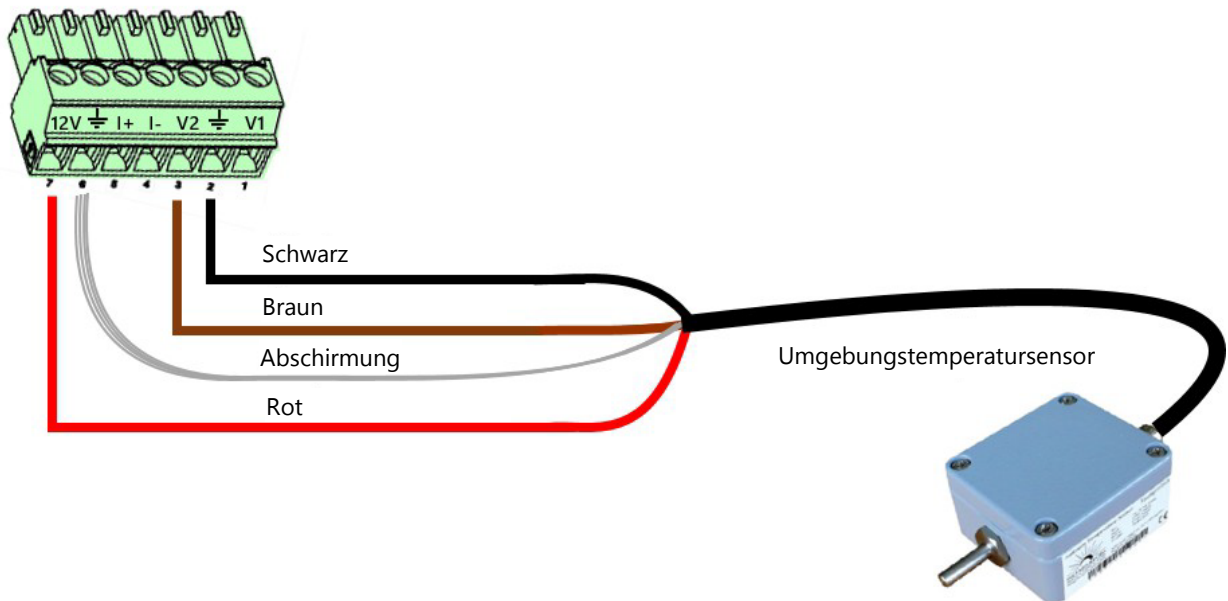 12V I+ I- V2 V1
7 6 5 4 3 2 1
Schwarz
Braun
Abschirmung
Umgebungstemperatursensor
Rot